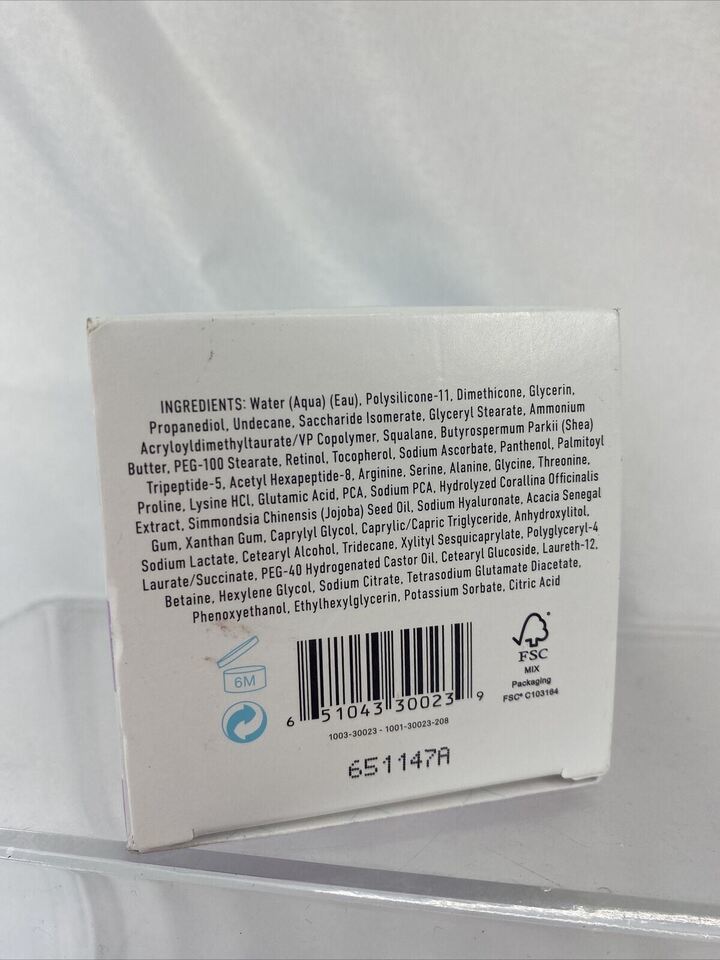 INGREDIENTS: Water (Aqua) (Eau), Polysilicone-11, Dimethicone, Glycerin,
Propanediol, Undecane, Saccharide Isomerate, Glyceryl Stearate, Ammonium
Acryloyldimethyltaurate/VP Copolymer, Squalane, Butyrospermum Parkii (Shea)
Butter, PEG-100 Stearate, Retinol, Tocopherol, Sodium Ascorbate, Panthenol, Palmitoyl
Tripeptide-5, Acetyl Hexapeptide-8, Arginine, Serine, Alanine, Glycine, Threonine,
Proline, Lysine HCl, Glutamic Acid, PCA, Sodium PCA, Hydrolyzed Corallina Officinalis
Extract, Simmondsia Chinensis (Jojoba) Seed Oil, Sodium Hyaluronate, Acacia Senegal
Gum, Xanthan Gum, Caprylyl Glycol, Caprylic/Capric Triglyceride, Anhydroxylitol,
Sodium Lactate, Cetearyl Alcohol, Tridecane, Xylityl Sesquicaprylate, Polyglyceryl-4
Laurate/Succinate, PEG-40 Hydrogenated Castor Oil, Cetearyl Glucoside, Laureth-12,
Betaine, Hexylene Glycol, Sodium Citrate, Tetrasodium Glutamate Diacetate,
Phenoxyethanol, Ethylhexylglycerin, Potassium Sorbate, Citric Acid
6M
6 51043 30023 9
1003-30023 - 1001-30023-208
651147A
FSC
MIX
Packaging
FSC® C103164